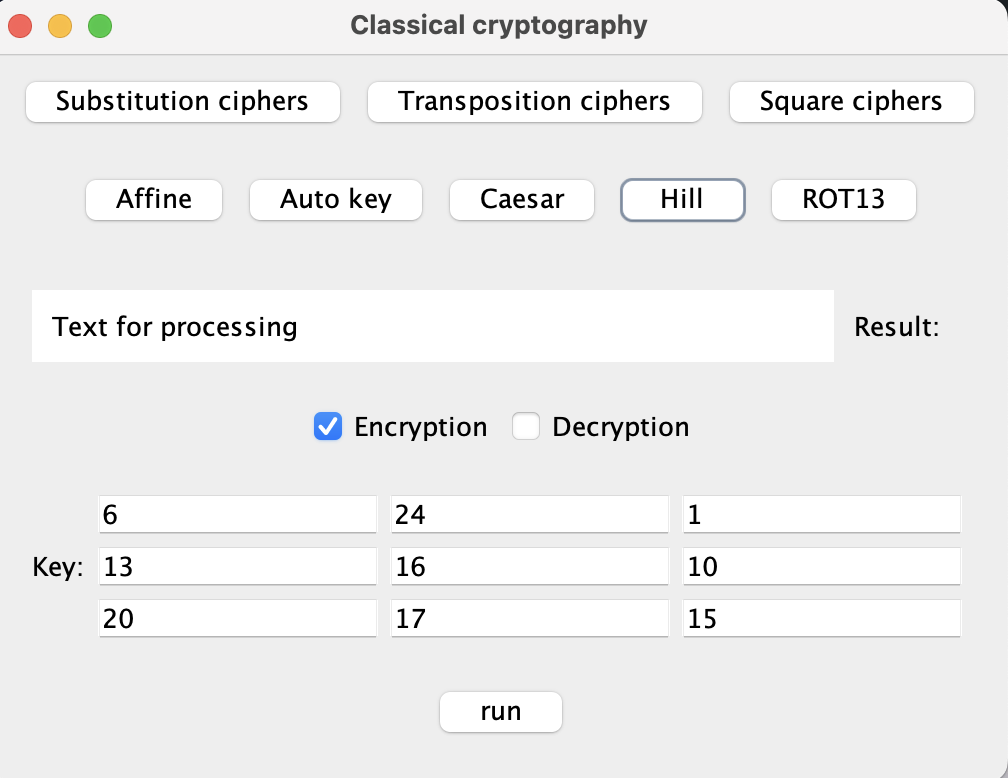 Classical cryptography
Substitution ciphers Transposition ciphers Square ciphers
Affine Auto key Caesar Hill ROT13
Text for processing Result:
Encryption Decryption
6 24 1
Key: 13 16 10
20 17 15
run